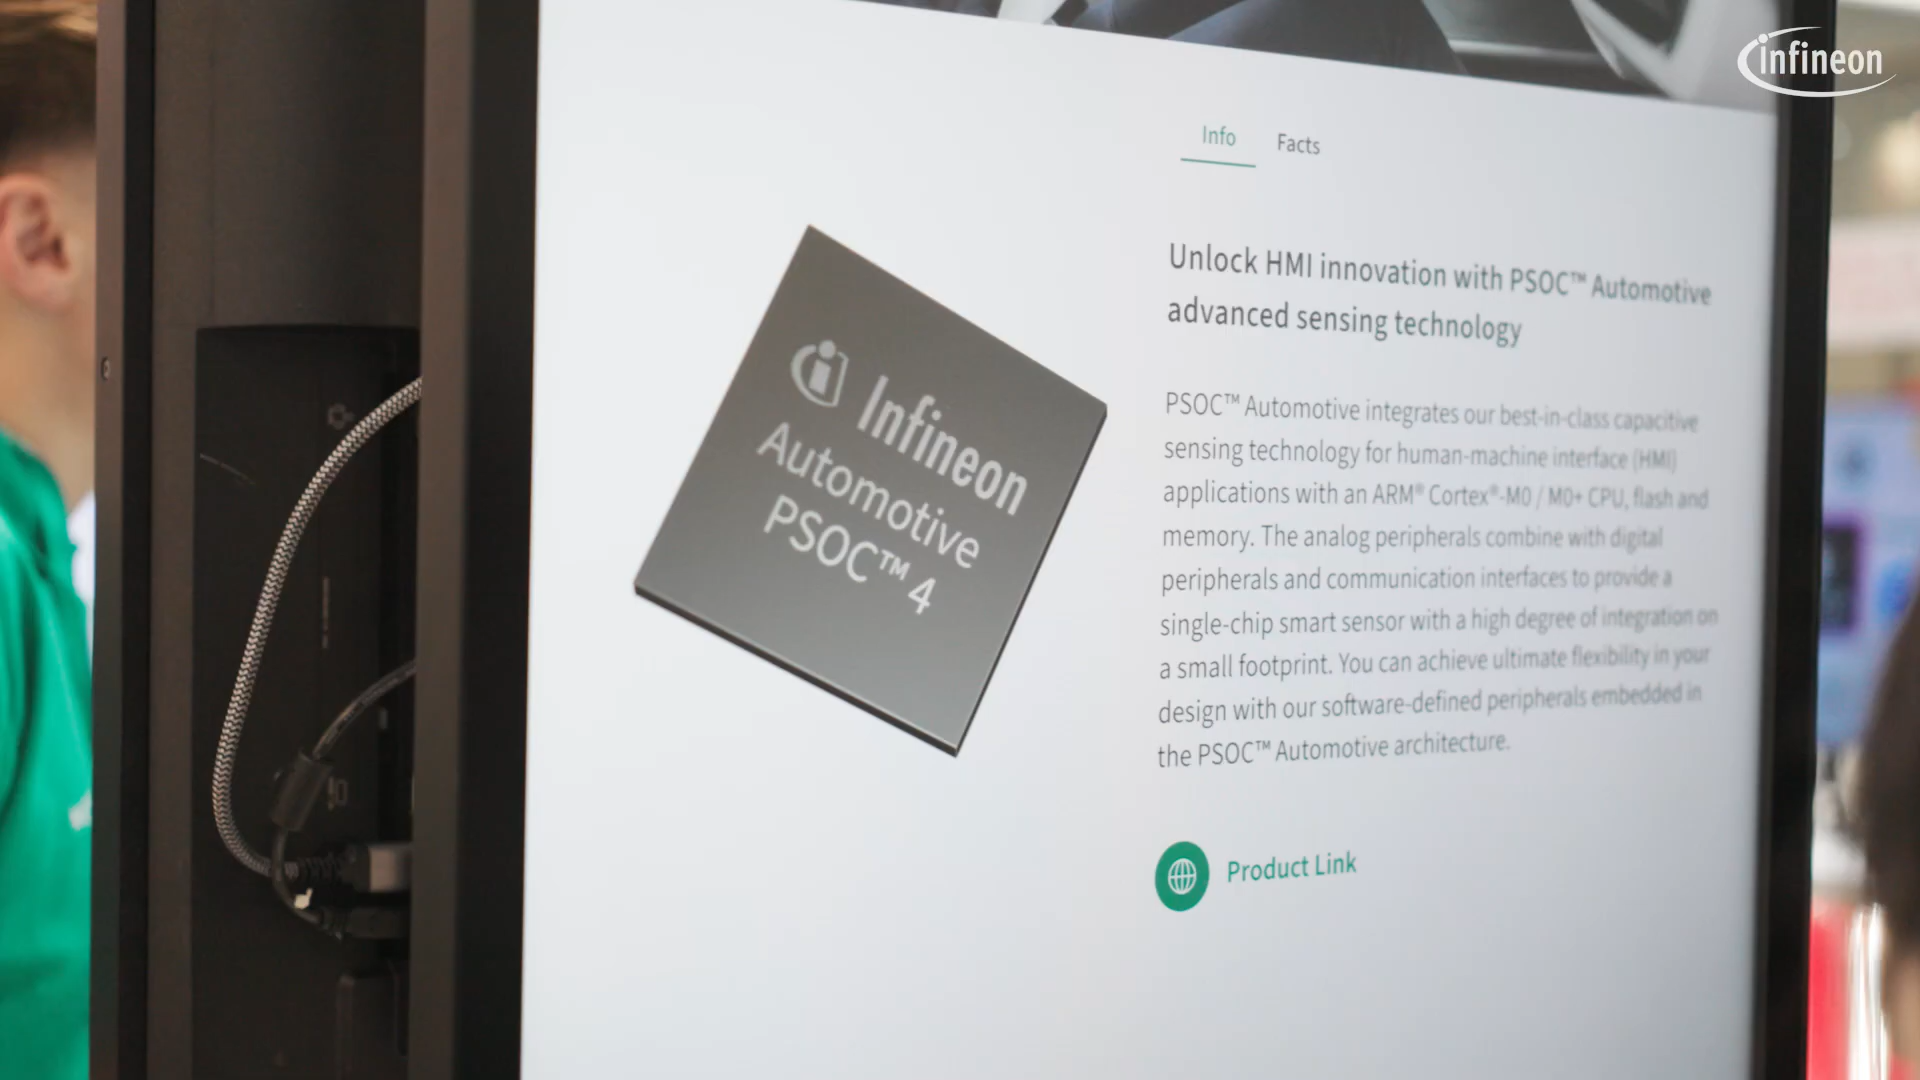 infineon
Info
Facts
Unlock HMI innovation with PSOC™ Automotive
advanced sensing technology
Infineon
Automotive
PSOC™ 4
PSOC™ Automotive integrates our best-in-class capacitive
sensing technology for human-machine interface (HMI)
applications with an ARM® Cortex®-M0 / M0+ CPU, flash and
memory. The analog peripherals combine with digital
peripherals and communication interfaces to provide a
single-chip smart sensor with a high degree of integration on
a small footprint. You can achieve ultimate flexibility in your
design with our software-defined peripherals embedded in
the PSOC™ Automotive architecture.
Product Link